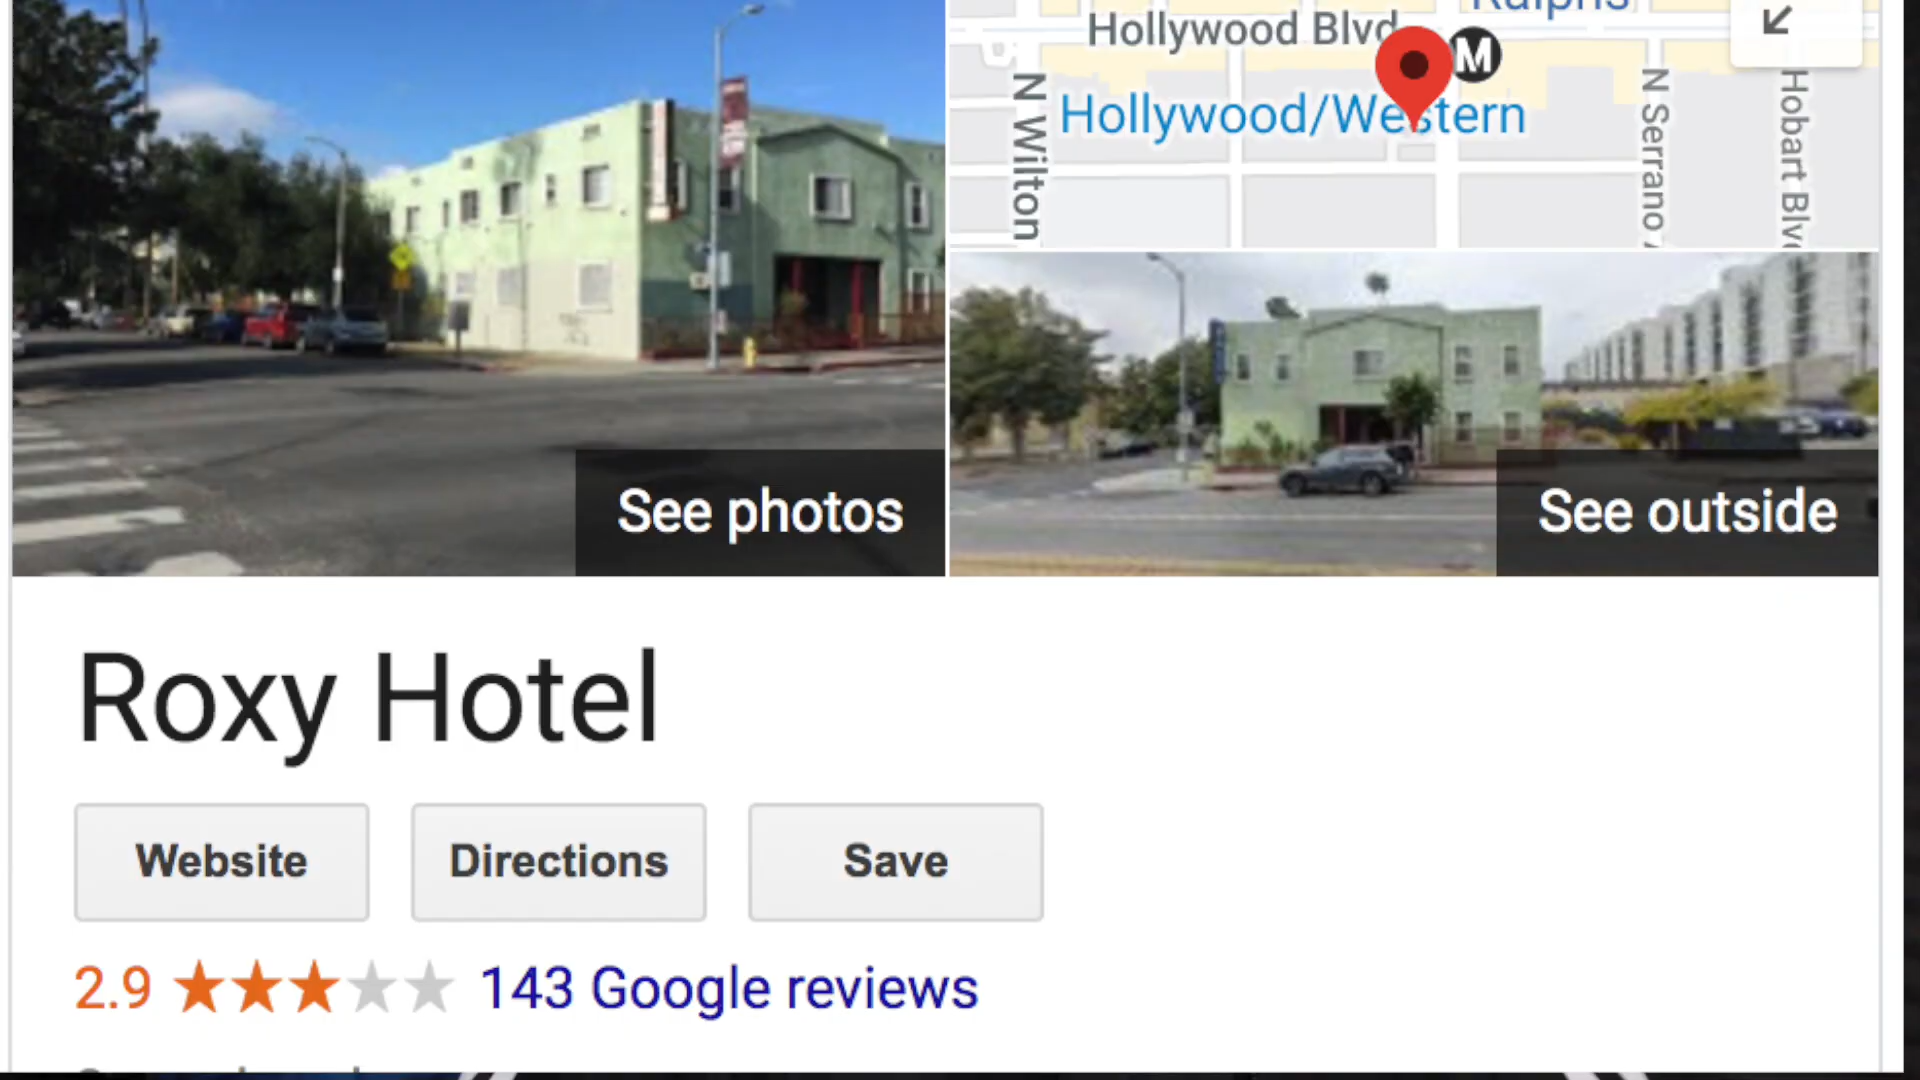 Hollywood Blvd
M
Hollywood/Western
N Wilton
N Serrano
Hobart
See photos
See outside
Roxy Hotel
Website
Directions
Save
2.9
143 Google reviews